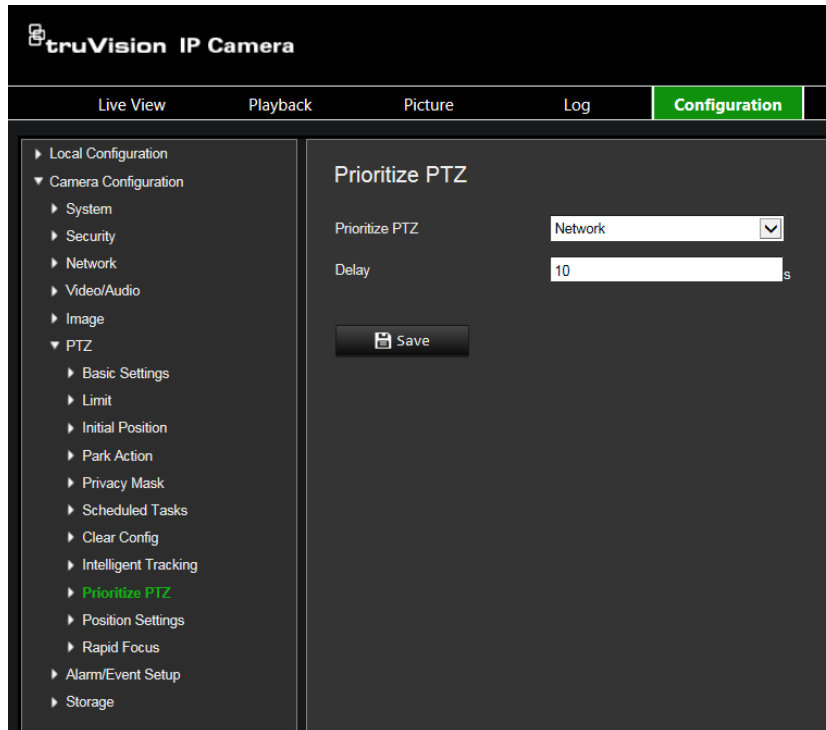 truVision IP Camera
Live View Playback Picture Log Configuration
Local Configuration
Camera Configuration
System
Security
Network
Video/Audio
Image
PTZ
Basic Settings
Limit
Initial Position
Park Action
Privacy Mask
Scheduled Tasks
Clear Config
Intelligent Tracking
Prioritize PTZ
Position Settings
Rapid Focus
Alarm/Event Setup
Storage
Prioritize PTZ
Prioritize PTZ Network
Delay 10 s
Save